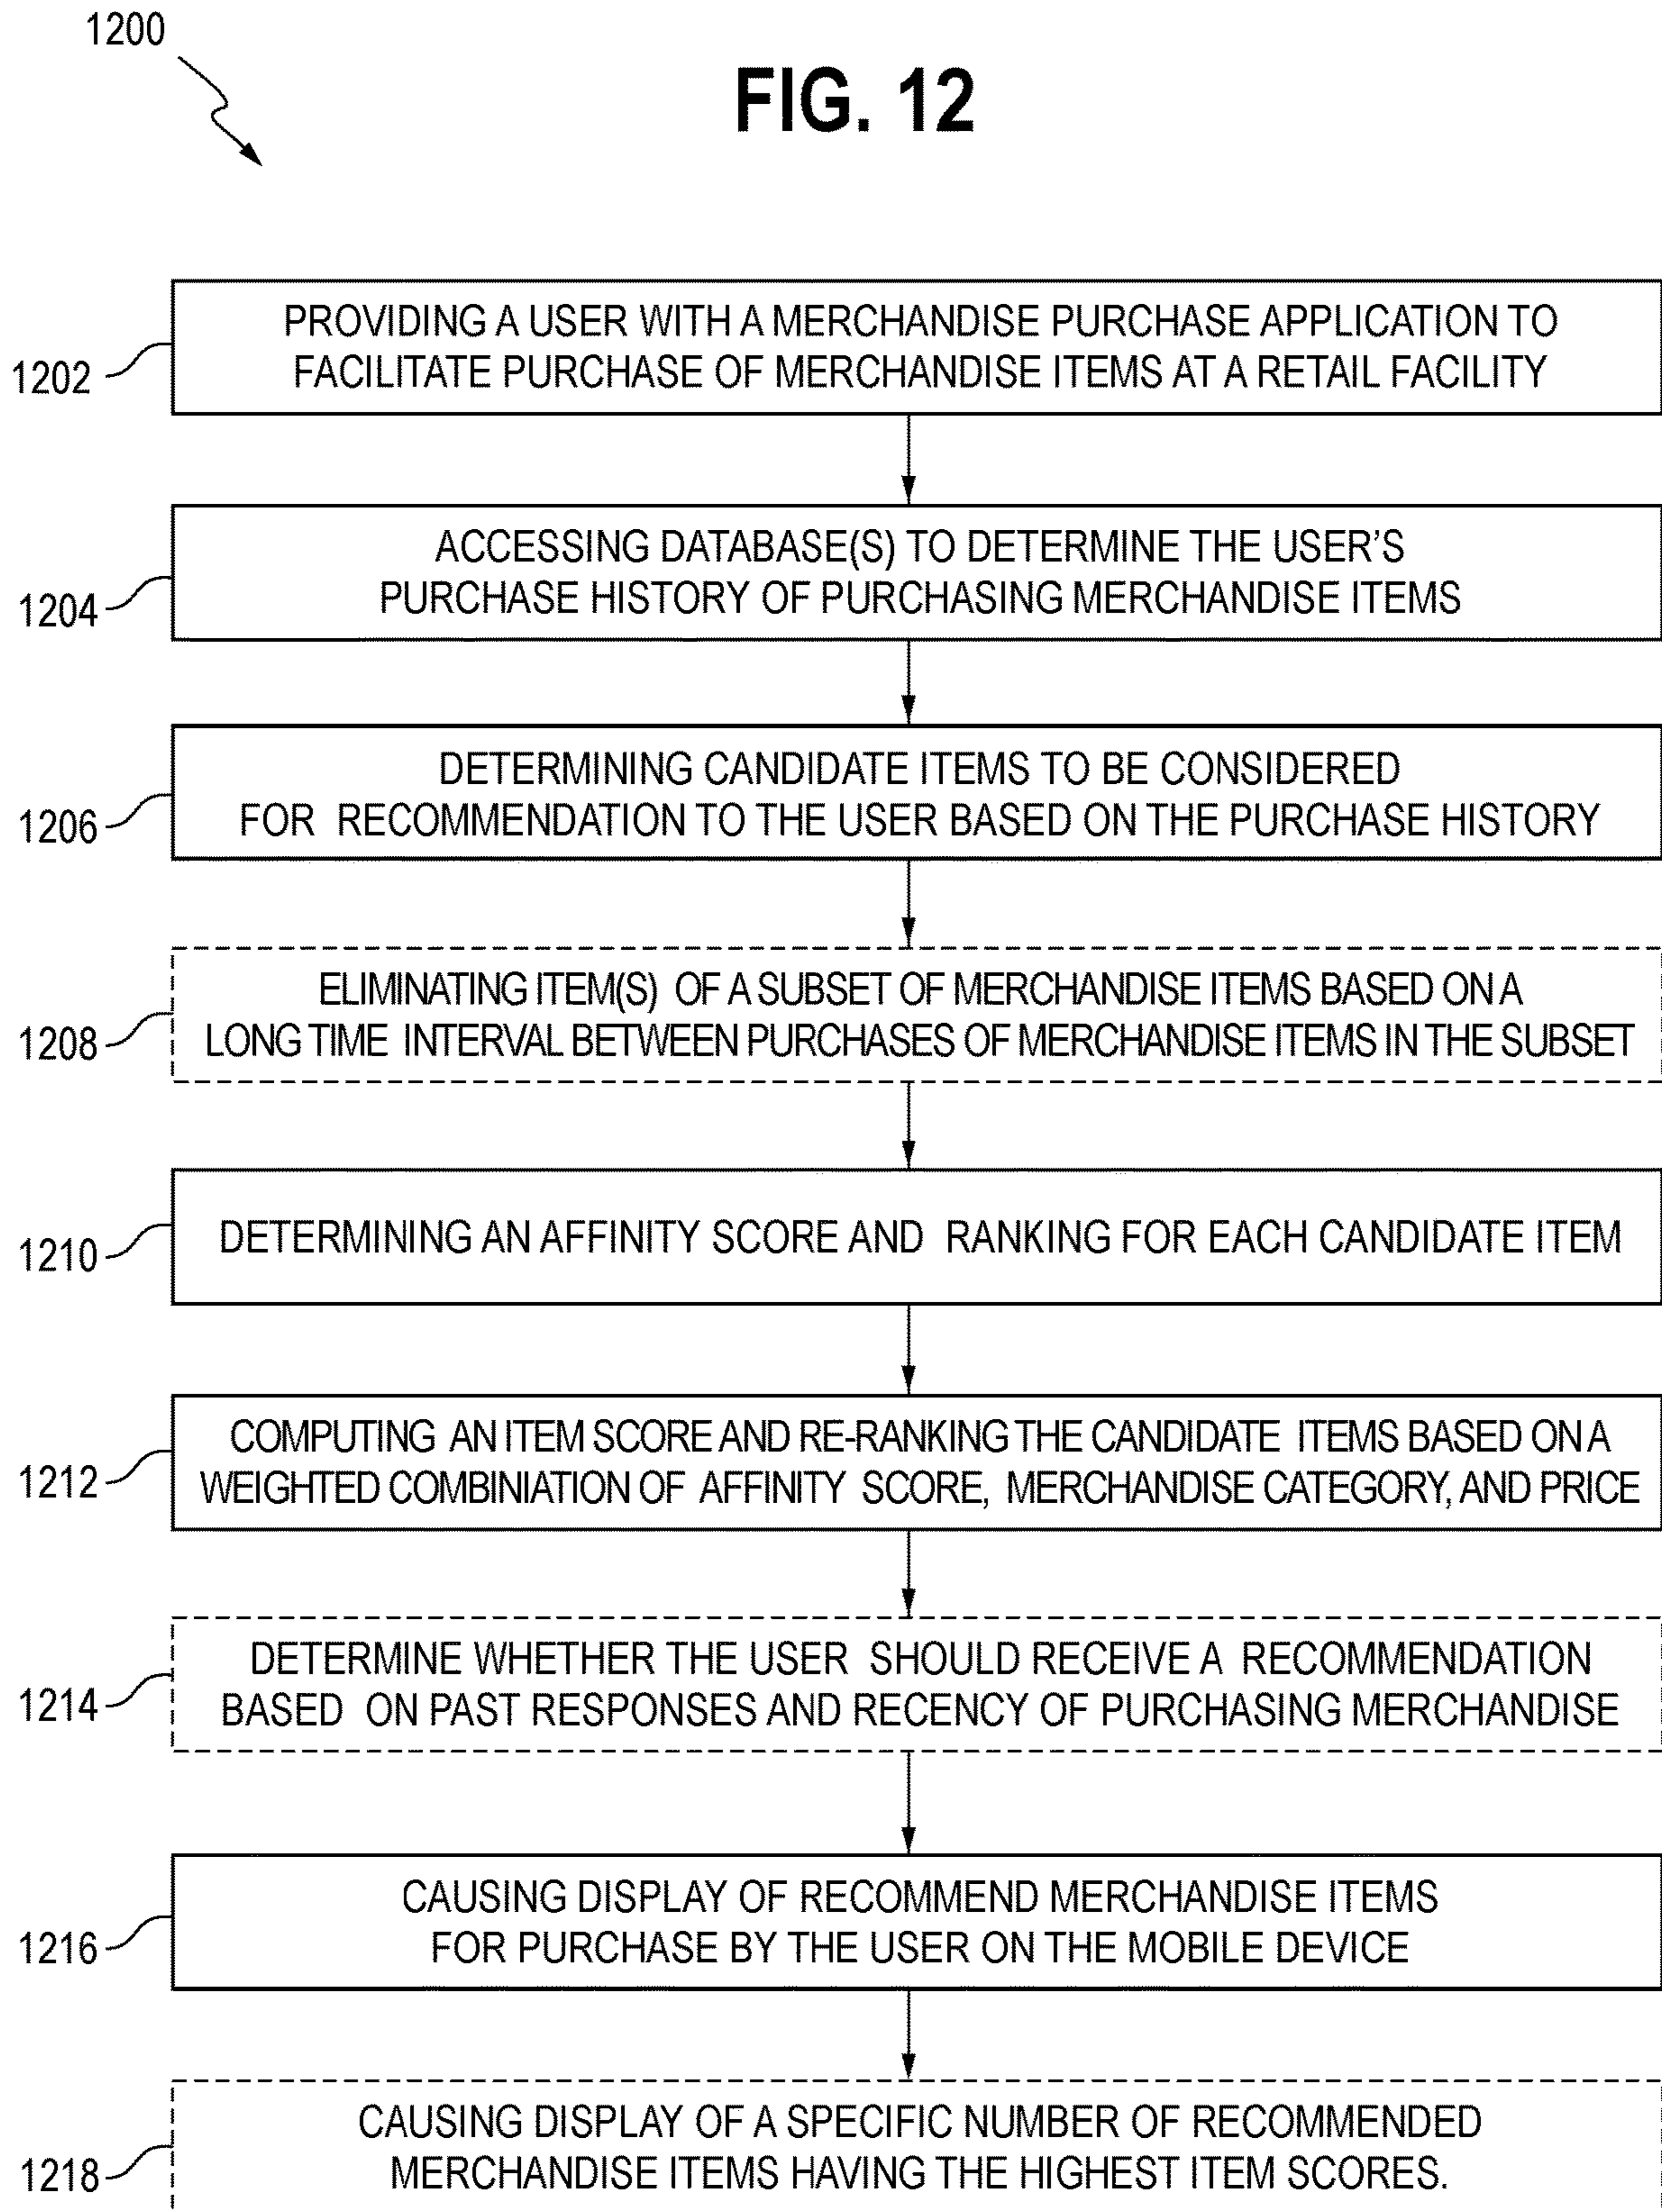 1200
FIG. 12
PROVIDING A USER WITH A MERCHANDISE PURCHASE APPLICATION TO
FACILITATE PURCHASE OF MERCHANDISE ITEMS AT A RETAIL FACILITY
1202
ACCESSING DATABASE(S) TO DETERMINE THE USER'S
PURCHASE HISTORY OF PURCHASING MERCHANDISE ITEMS
1204
DETERMINING CANDIDATE ITEMS TO BE CONSIDERED
FOR RECOMMENDATION TO THE USER BASED ON THE PURCHASE HISTORY
1206
ELIMINATING ITEM(S) OF A SUBSET OF MERCHANDISE ITEMS BASED ON A
LONG TIME INTERVAL BETWEEN PURCHASES OF MERCHANDISE ITEMS IN THE SUBSET
1208
DETERMINING AN AFFINITY SCORE AND RANKING FOR EACH CANDIDATE ITEM
1210
COMPUTING AN ITEM SCORE AND RE-RANKING THE CANDIDATE ITEMS BASED ON A
WEIGHTED COMBINIATION OF AFFINITY SCORE, MERCHANDISE CATEGORY, AND PRICE
1212
DETERMINE WHETHER THE USER SHOULD RECEIVE A RECOMMENDATION
BASED ON PAST RESPONSES AND RECENCY OF PURCHASING MERCHANDISE
1214
CAUSING DISPLAY OF RECOMMEND MERCHANDISE ITEMS
FOR PURCHASE BY THE USER ON THE MOBILE DEVICE
1216
CAUSING DISPLAY OF A SPECIFIC NUMBER OF RECOMMENDED
MERCHANDISE ITEMS HAVING THE HIGHEST ITEM SCORES.
1218